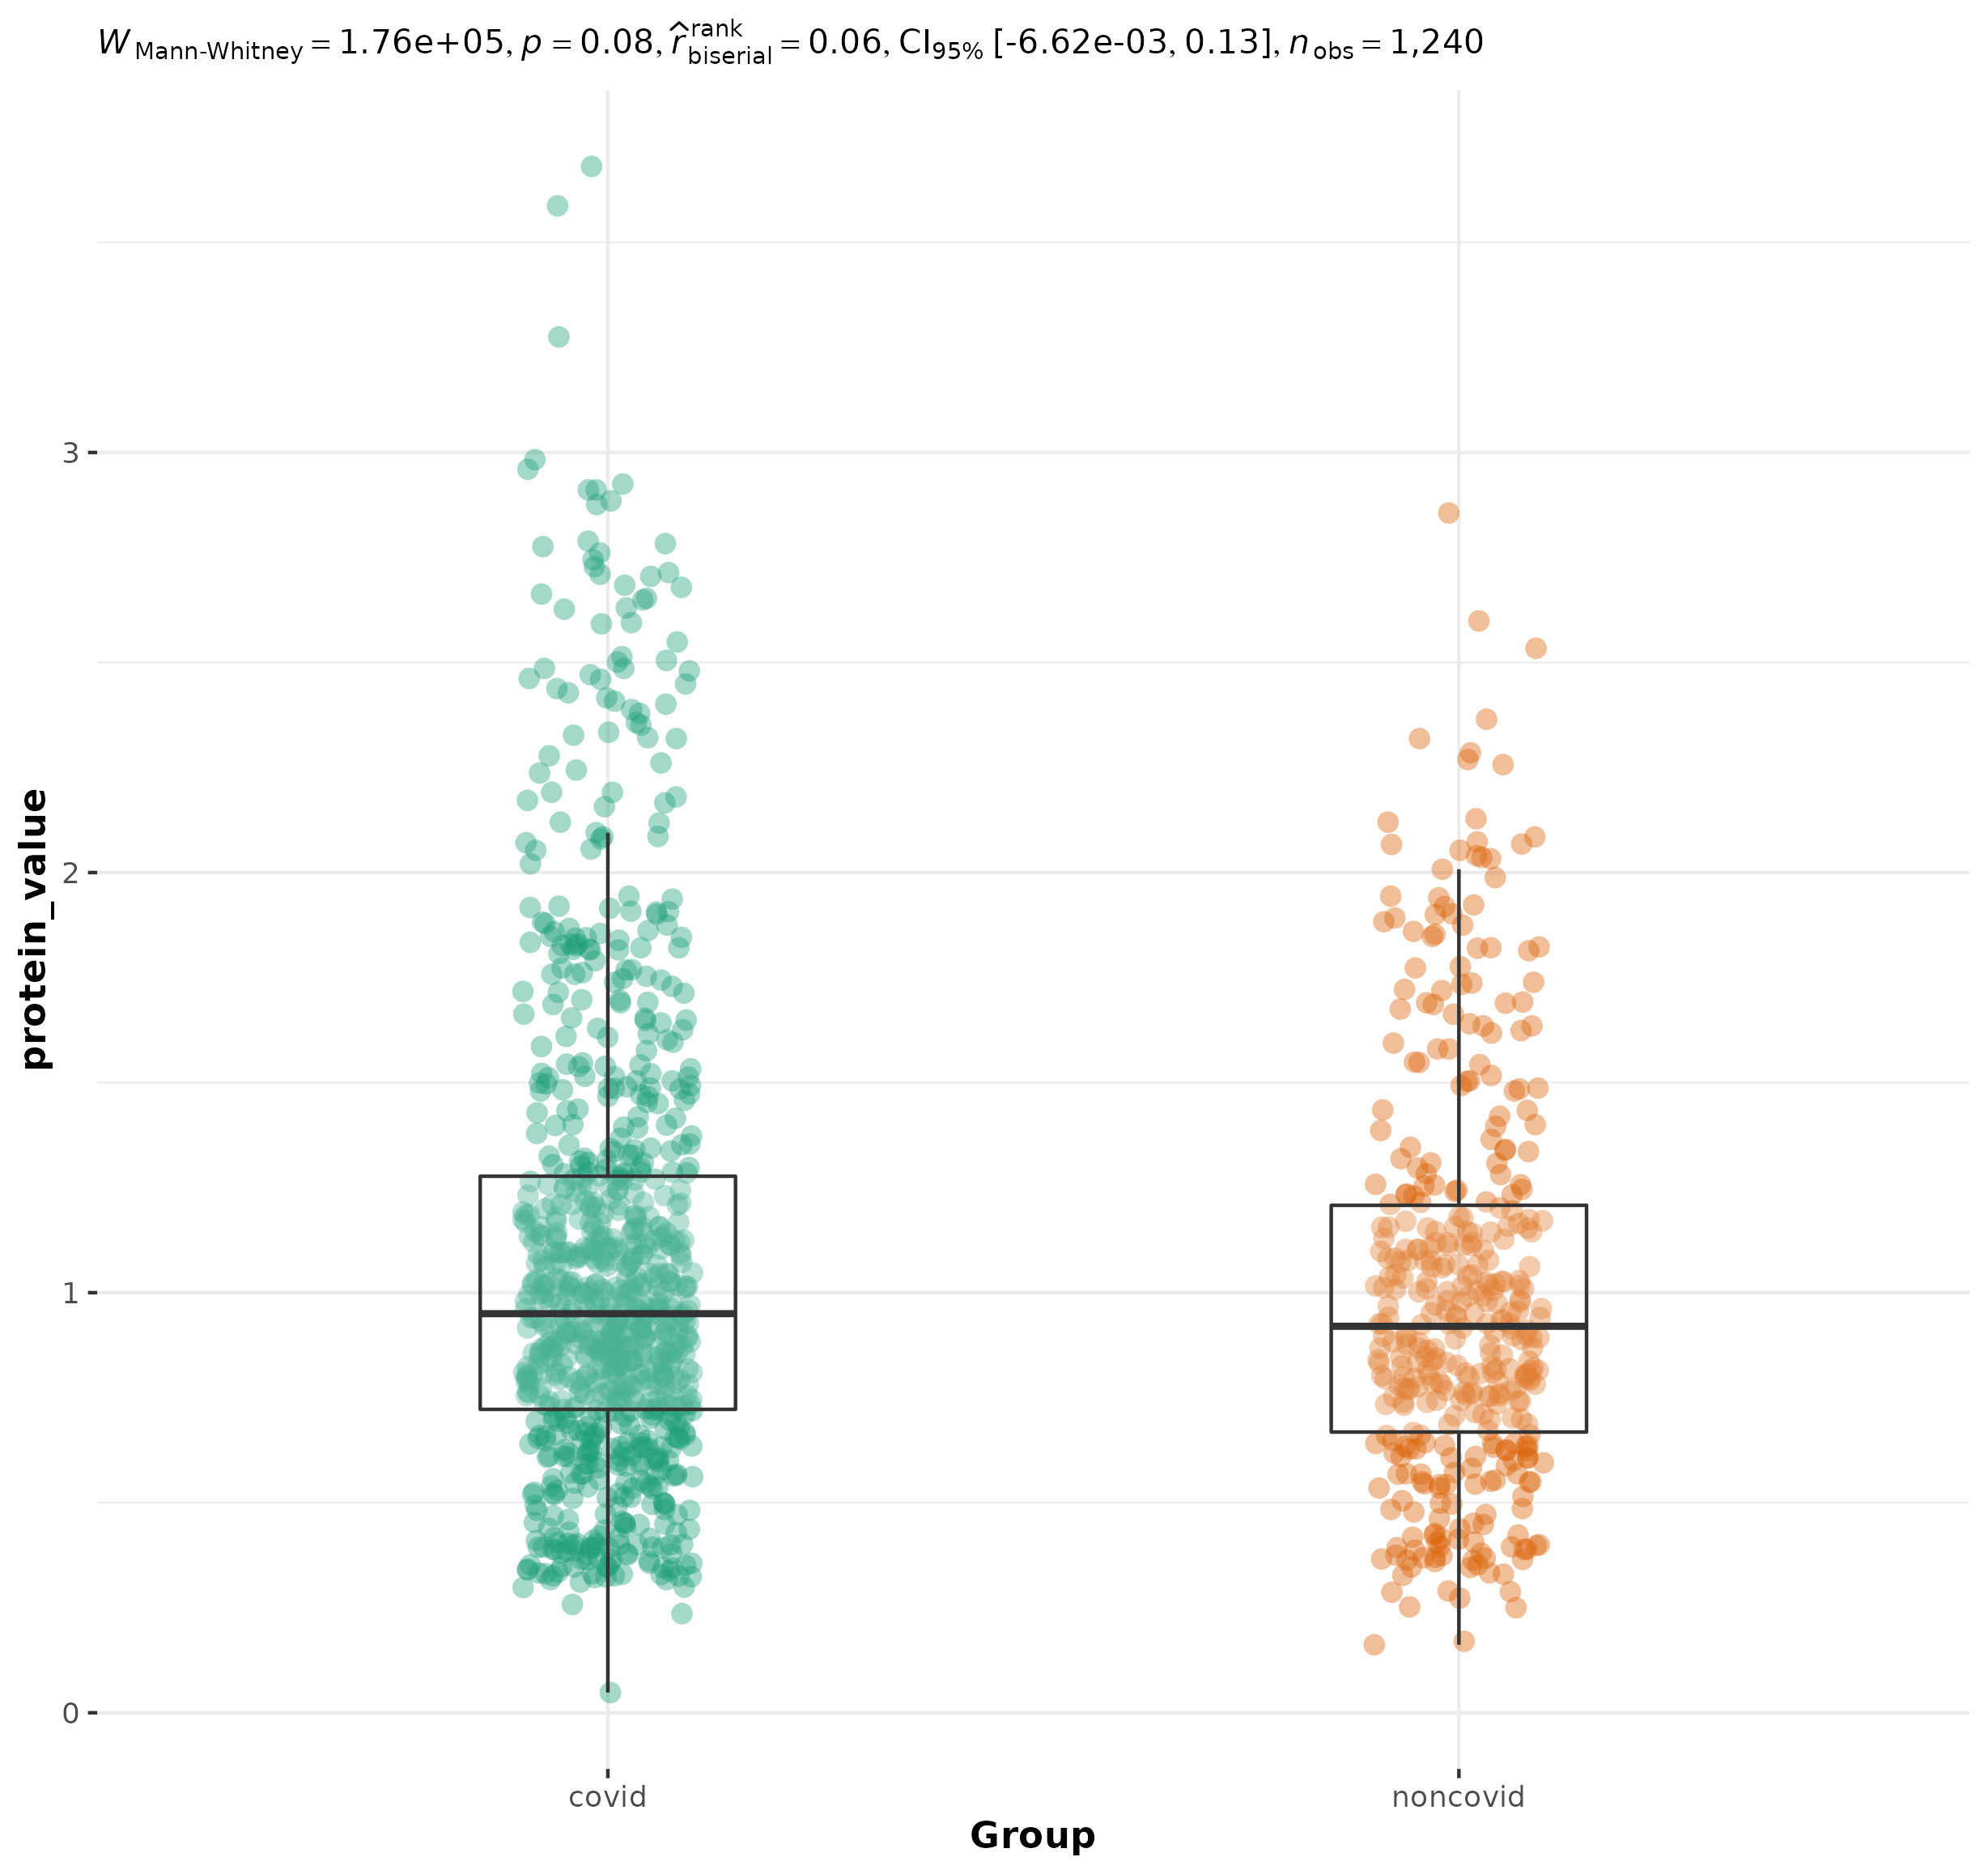 W Mann-Whitney = 1.76e+05, p = 0.08, r̂ rank biserial = 0.06, CI95% [-6.62e-03, 0.13], n obs = 1,240
3
2
1
0
protein_value
covid noncovid
Group